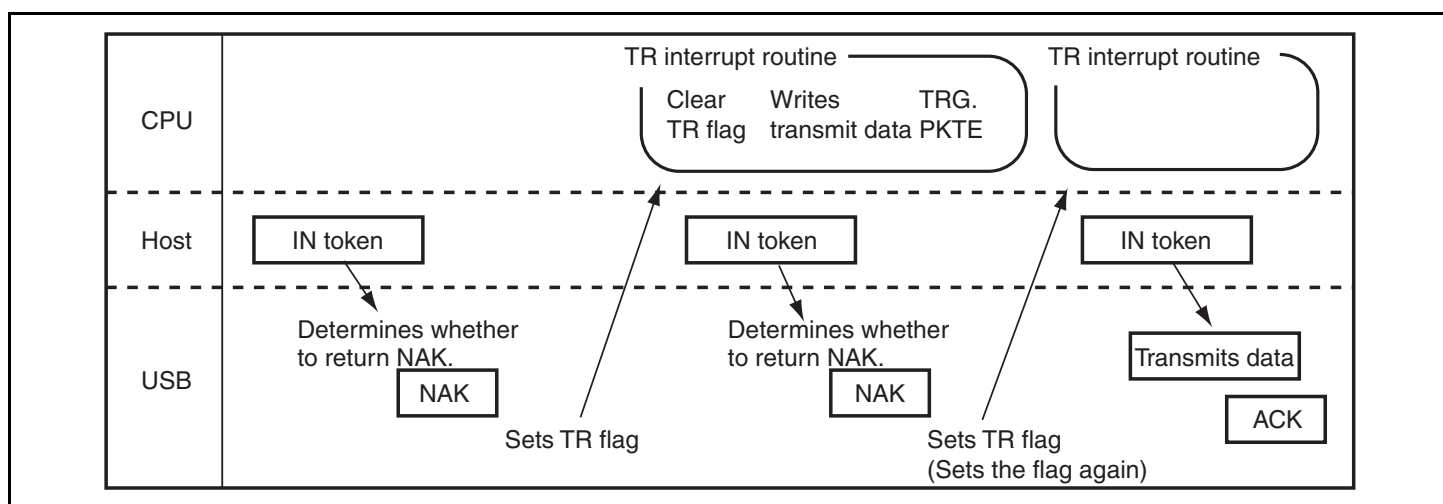 CPU
TR interrupt routine
Clear Writes TRG.
TR flag transmit data PKTE
TR interrupt routine
Host
IN token
IN token
IN token
USB
Determines whether
to return NAK.
NAK
Sets TR flag
Determines whether
to return NAK.
NAK
Sets TR flag
(Sets the flag again)
Transmits data
ACK